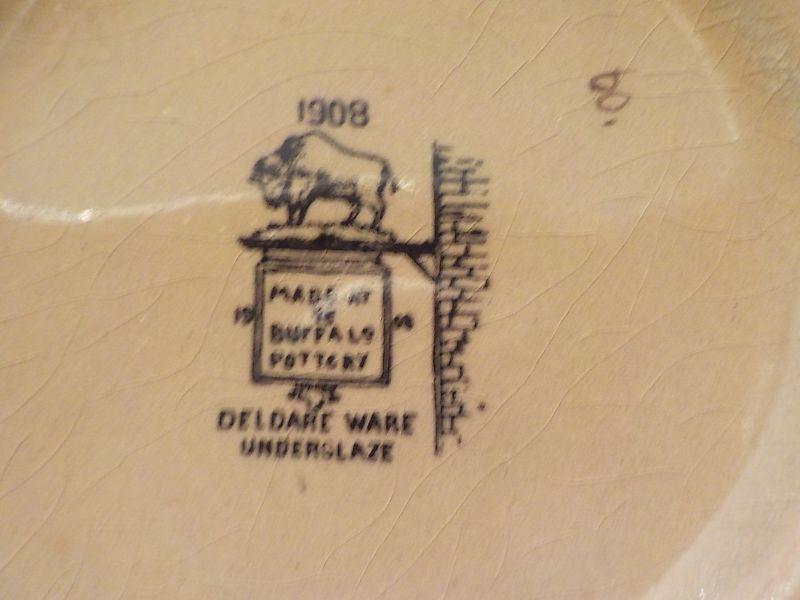 1908
MADE AT
YE
BUFFALO
POTTERY
19 08
DELDARE WARE
UNDERGLAZE